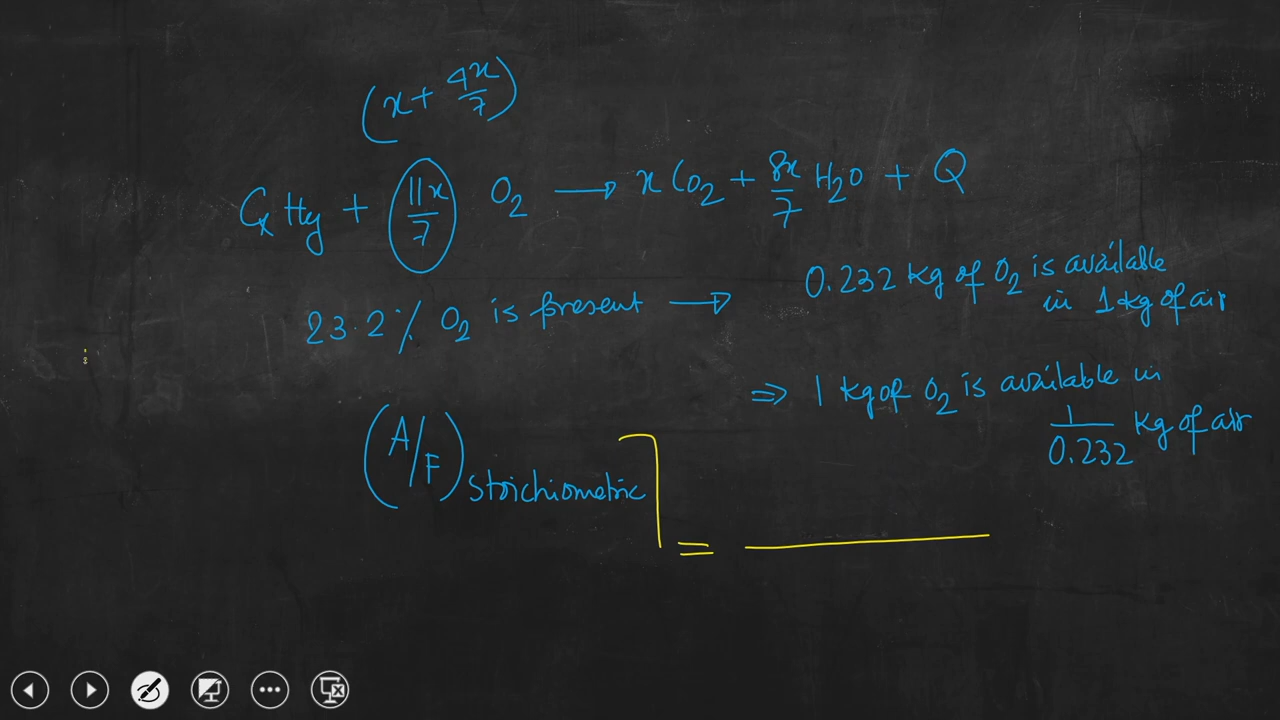 (x + 4x/7)
CxHy + 11x/7 O2 → x CO2 + 8x/7 H2O + Q
23.2% O2 is present → 0.232 kg of O2 is available
in 1 kg of air
⇒ 1 kg of O2 is available in
1/0.232 kg of air
(A/F) stoichiometric
=